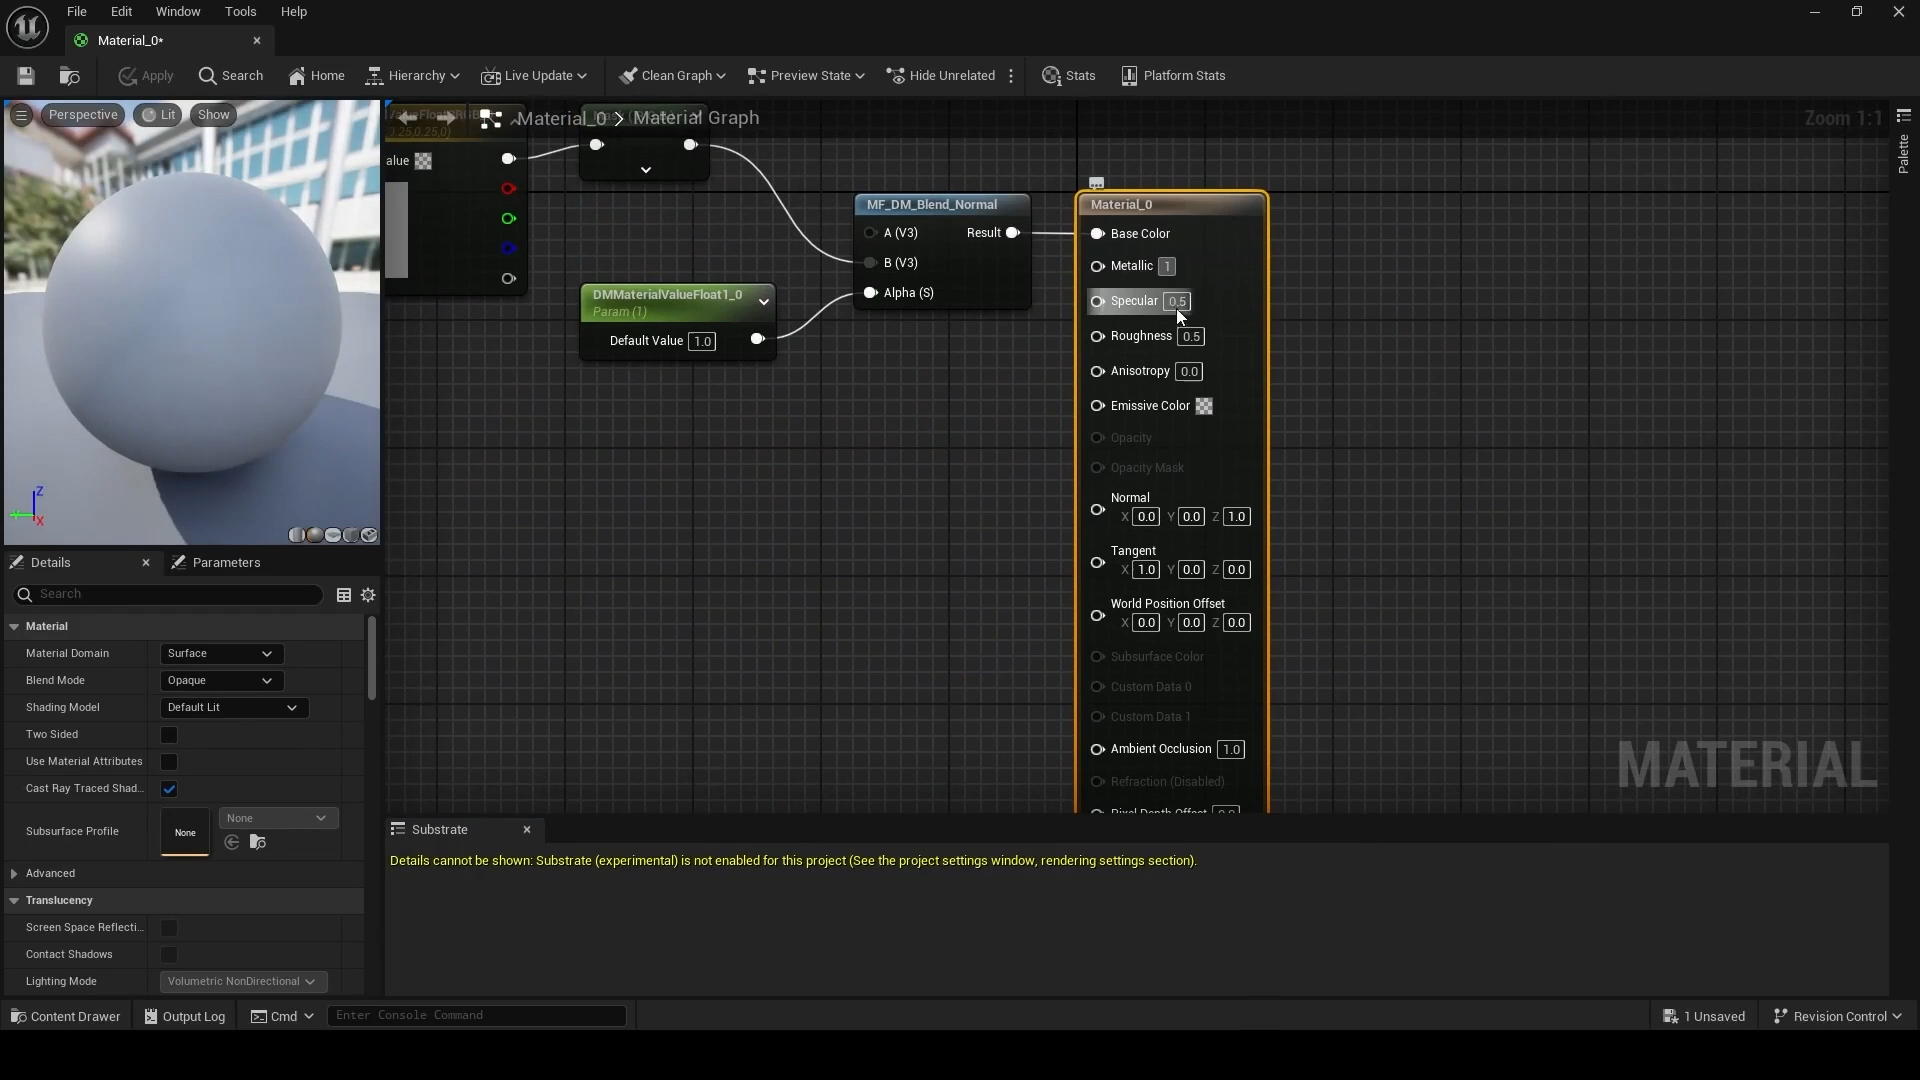 File Edit Window Tools Help
Material_0*
Apply Search Home Hierarchy Live Update Clean Graph Preview State Hide Unrelated Stats Platform Stats
Perspective Lit Show
Material_0 > Material Graph
Zoom 1:1
Palette
alue
MF_DM_Blend_Normal
A (V3) Result
B (V3)
Alpha (S)
DMMaterialValueFloat1_0
Param (1)
Default Value 1.0
Material_0
Base Color
Metallic 1
Specular 0.5
Roughness 0.5
Anisotropy 0.0
Emissive Color
Opacity
Opacity Mask
Normal
X 0.0 Y 0.0 Z 1.0
Tangent
X 1.0 Y 0.0 Z 0.0
World Position Offset
X 0.0 Y 0.0 Z 0.0
Subsurface Color
Custom Data 0
Custom Data 1
Ambient Occlusion 1.0
Refraction (Disabled)
Pixel Depth Offset 0.0
MATERIAL
Z
X
Details Parameters
Search
Material
Material Domain Surface
Blend Mode Opaque
Shading Model Default Lit
Two Sided
Use Material Attributes
Cast Ray Traced Shad...
Subsurface Profile None None
Advanced
Translucency
Screen Space Reflecti...
Contact Shadows
Lighting Mode Volumetric NonDirectional
Substrate
Details cannot be shown: Substrate (experimental) is not enabled for this project (See the project settings window, rendering settings section).
Content Drawer Output Log Cmd Enter Console Command 1 Unsaved Revision Control